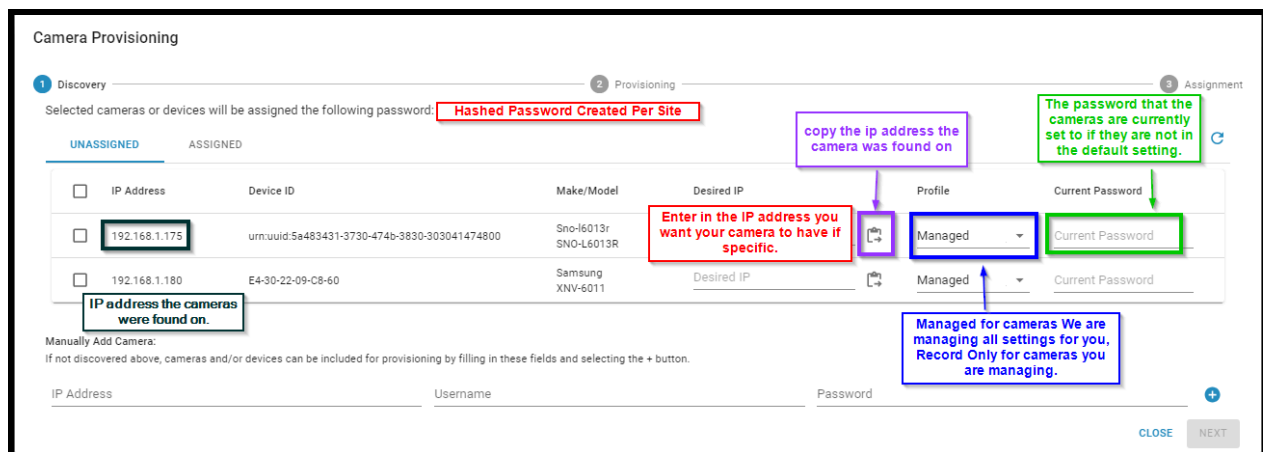 Camera Provisioning
1 Discovery
2 Provisioning
3 Assignment
Selected cameras or devices will be assigned the following password:
Hashed Password Created Per Site
The password that the
cameras are currently
set to if they are not in
the default setting.
copy the ip address the
camera was found on
UNASSIGNED ASSIGNED
IP Address Device ID Make/Model Desired IP Profile Current Password
192.168.1.175 urn:uuid:5a483431-3730-474b-3830-303041474800 Sno-l6013r
SNO-L6013R
Enter in the IP address you
want your camera to have if
specific.
Managed Current Password
192.168.1.180 E4-30-22-09-C8-60 Samsung
XNV-6011
Desired IP Managed Current Password
IP address the cameras
were found on.
Managed for cameras We are
managing all settings for you,
Record Only for cameras you
are managing.
Manually Add Camera:
If not discovered above, cameras and/or devices can be included for provisioning by filling in these fields and selecting the + button.
IP Address Username Password
CLOSE NEXT